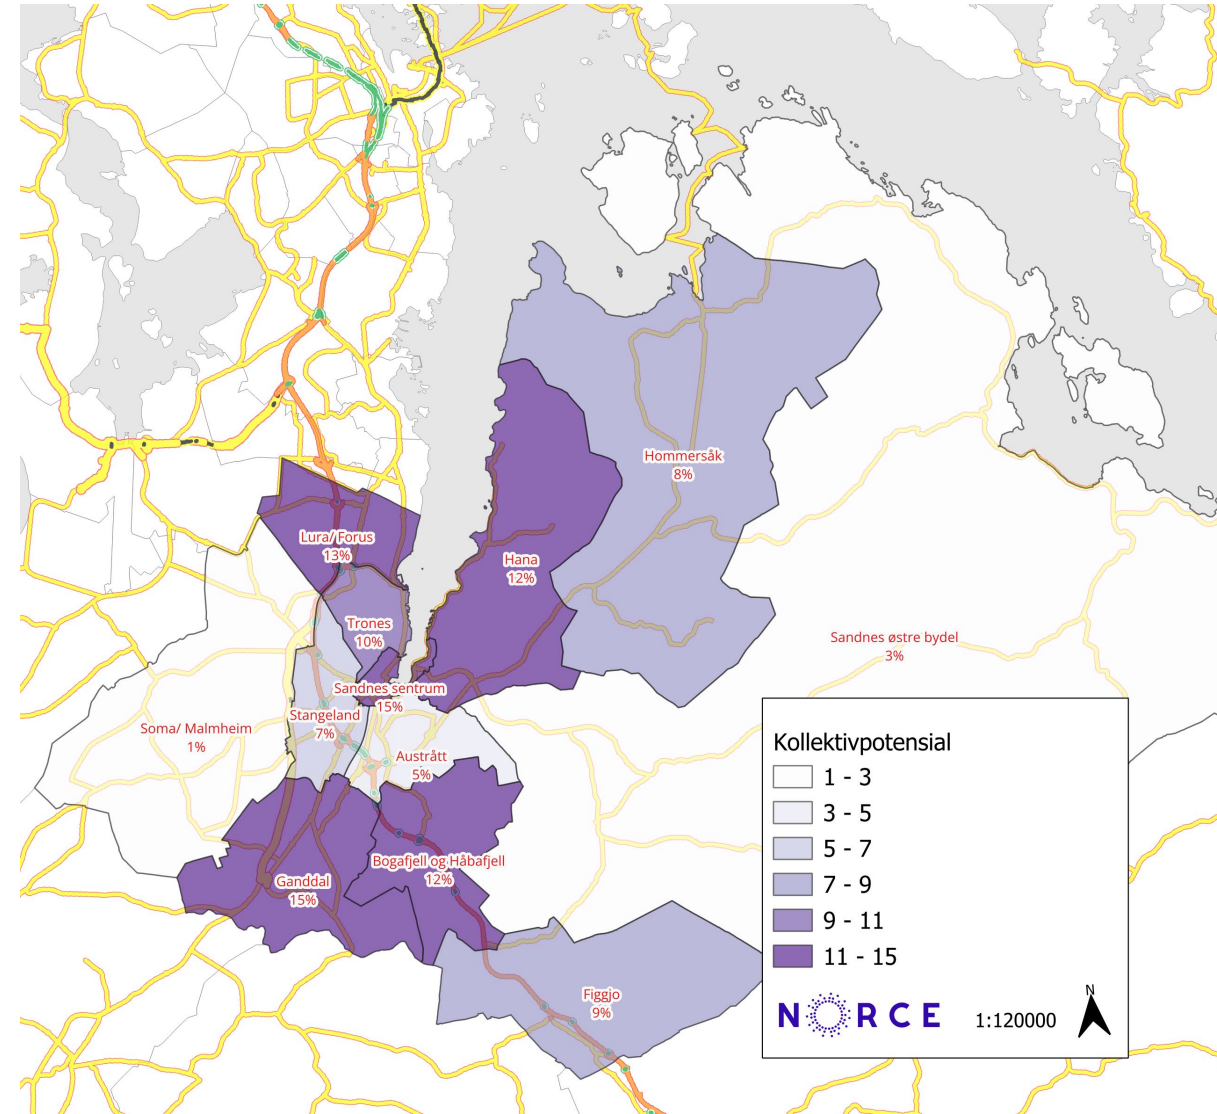 Hommersåk
8%
Lura/ Forus
13%
Hana
12%
Trones
10%
Sandnes østre bydel
3%
Sandnes sentrum
15%
Stangeland
7%
Soma/ Malmheim
1%
Austrått
5%
Bogafjell og Håbafjell
12%
Ganddal
15%
Figgjo
9%
Kollektivpotensial
1 - 3
3 - 5
5 - 7
7 - 9
9 - 11
11 - 15
NORCE
1:120000
N